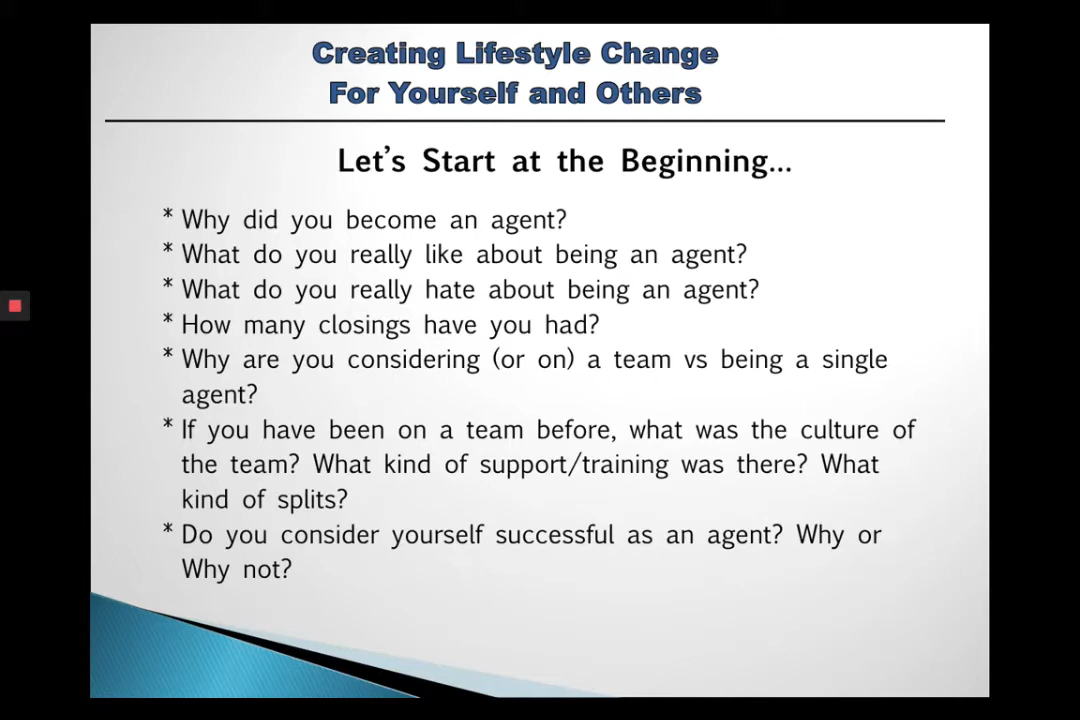 Creating Lifestyle Change
For Yourself and Others
Let's Start at the Beginning...
* Why did you become an agent?
* What do you really like about being an agent?
* What do you really hate about being an agent?
* How many closings have you had?
* Why are you considering (or on) a team vs being a single
agent?
* If you have been on a team before, what was the culture of
the team? What kind of support/training was there? What
kind of splits?
* Do you consider yourself successful as an agent? Why or
Why not?